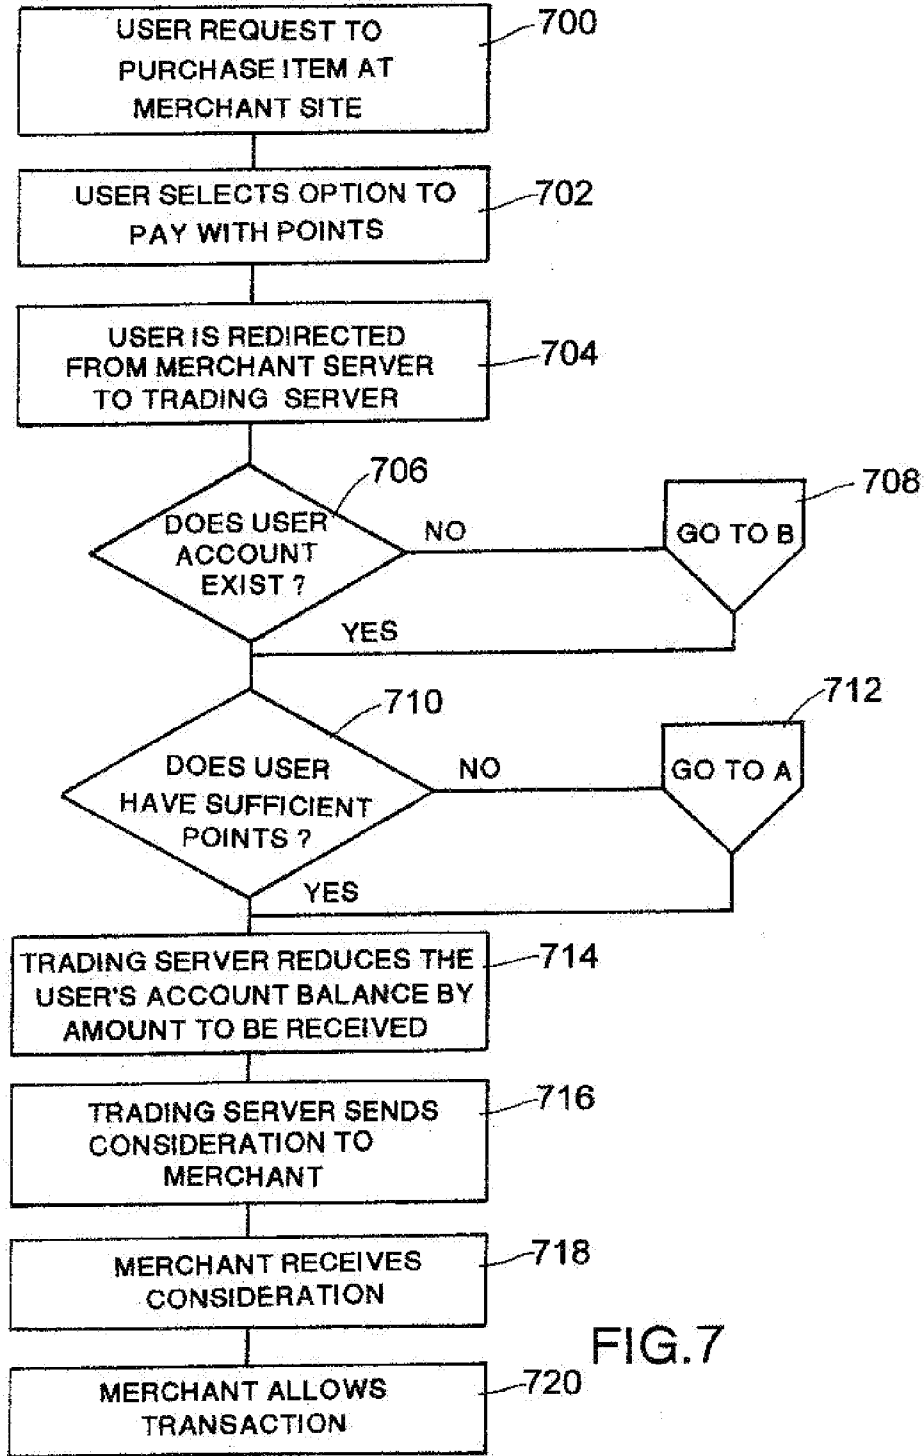 USER REQUEST TO
PURCHASE ITEM AT
MERCHANT SITE
700
USER SELECTS OPTION TO
PAY WITH POINTS
702
USER IS REDIRECTED
FROM MERCHANT SERVER
TO TRADING SERVER
704
706
DOES USER
ACCOUNT
EXIST ?
NO
708
GO TO B
YES
710
DOES USER
HAVE SUFFICIENT
POINTS ?
NO
712
GO TO A
YES
TRADING SERVER REDUCES THE
USER'S ACCOUNT BALANCE BY
AMOUNT TO BE RECEIVED
714
TRADING SERVER SENDS
CONSIDERATION TO
MERCHANT
716
MERCHANT RECEIVES
CONSIDERATION
718
MERCHANT ALLOWS
TRANSACTION
720
FIG.7